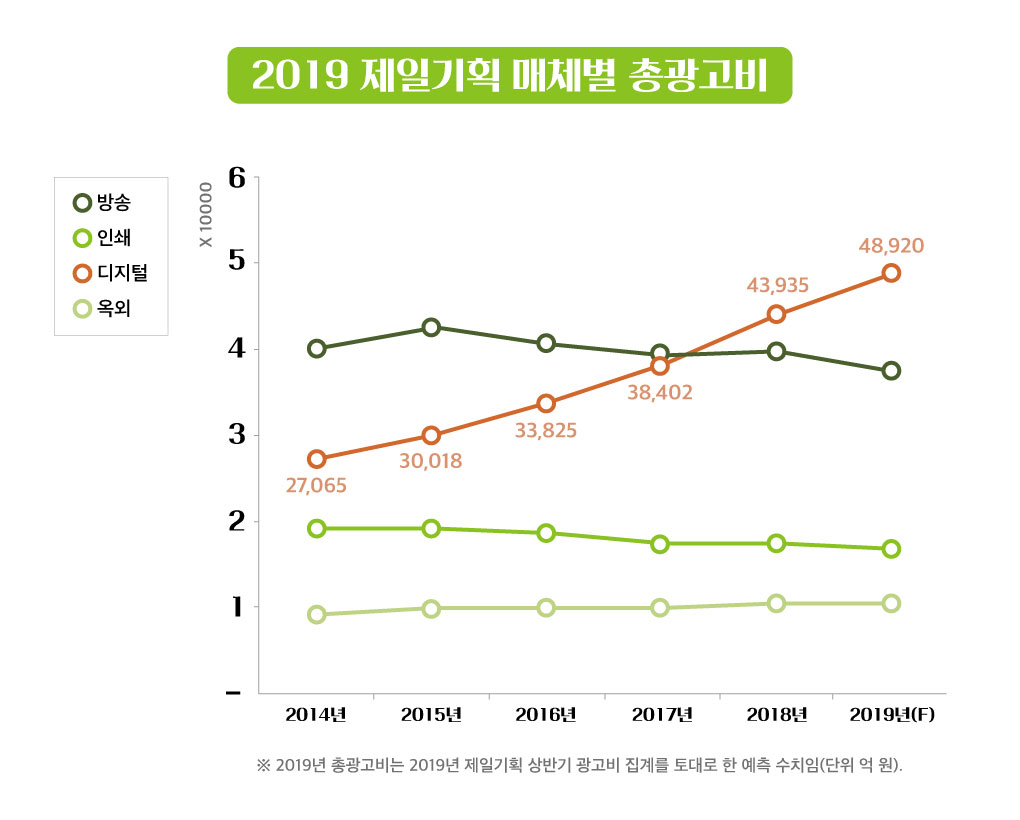 2019 제일기획 매체별 총광고비
방송
인쇄
디지털
옥외
X 10000
6
5
4
3
2
1
–
48,920
43,935
38,402
33,825
30,018
27,065
2014년 2015년 2016년 2017년 2018년 2019년(F)
※ 2019년 총광고비는 2019년 제일기획 상반기 광고비 집계를 토대로 한 예측 수치임(단위 억 원).